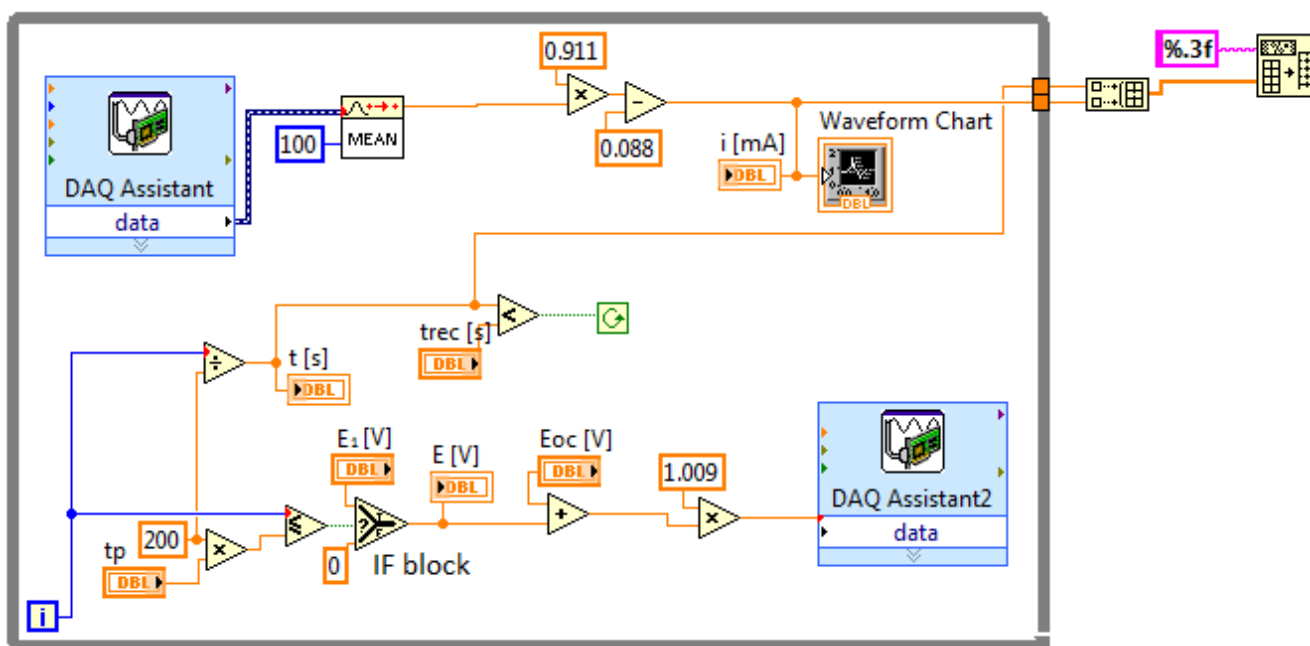 0.911
%.3f
100
MEAN
0.088
Waveform Chart
i [mA]
DBL
DBL
DAQ Assistant
data
trec [s]
DBL
t [s]
DBL
E₁ [V]
DBL
E [V]
DBL
Eoc [V]
DBL
1.009
DAQ Assistant2
data
200
tp
DBL
0
IF block
i